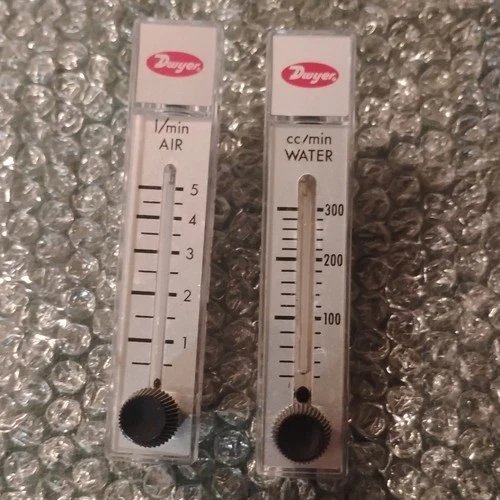 Dwyer®
l/min
AIR
5
4
3
2
1
Dwyer®
cc/min
WATER
300
200
100